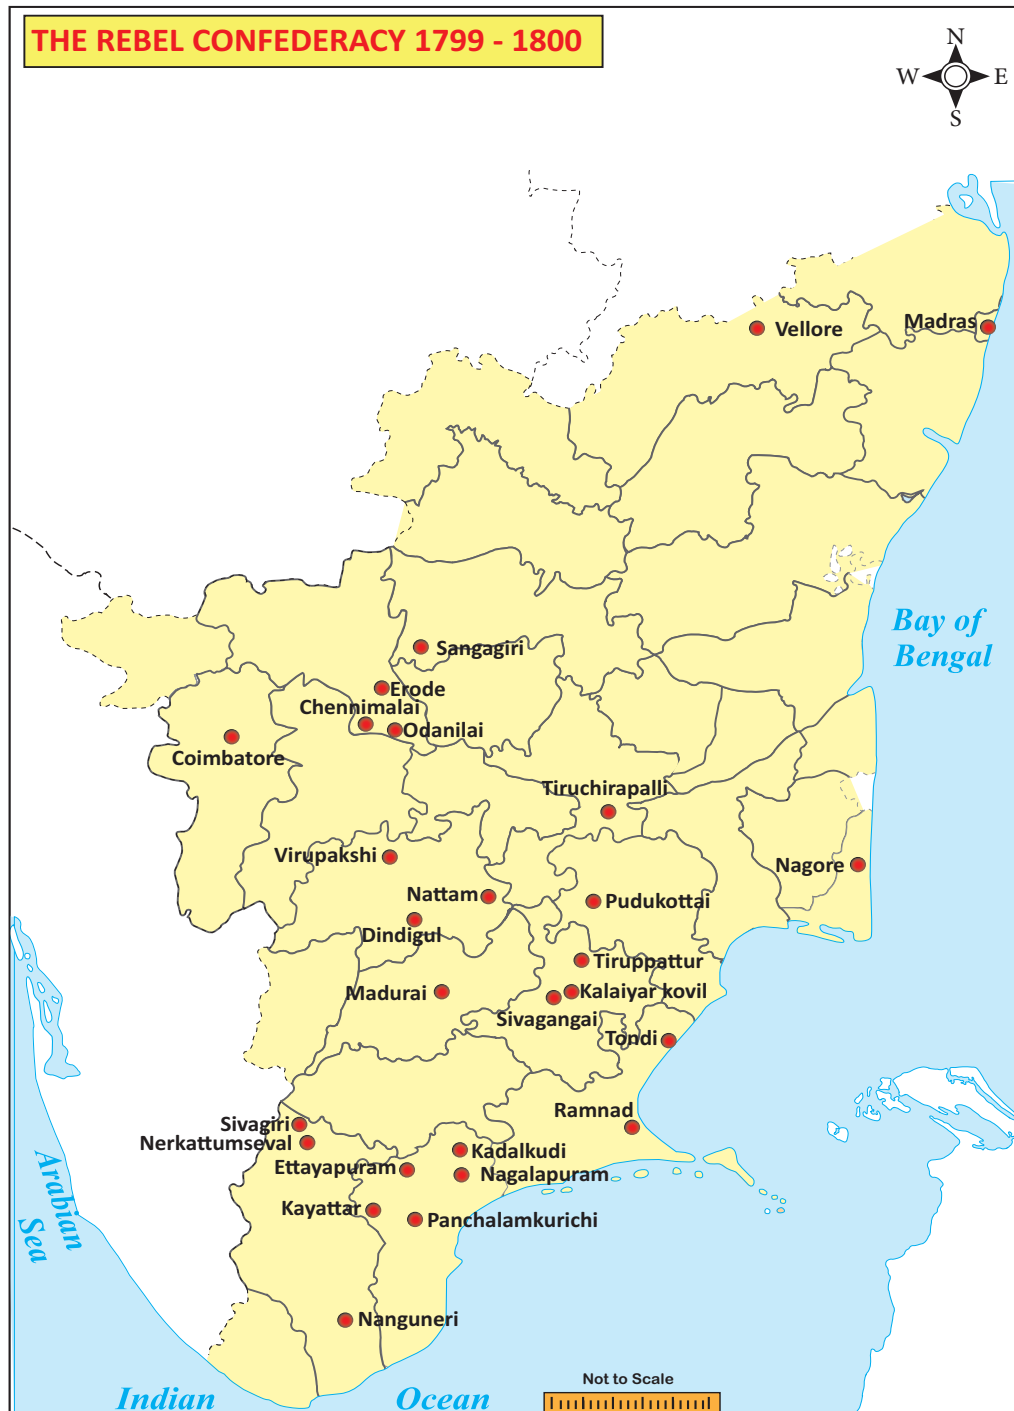 THE REBEL CONFEDERACY 1799 - 1800
N
W
E
S
Vellore
Madras
Bay of
Bengal
Sangagiri
Erode
Chennimalai
Odanilai
Coimbatore
Tiruchirapalli
Virupakshi
Nagore
Nattam
Pudukottai
Dindigul
Tiruppattur
Madurai
Kalaiyar kovil
Sivagangai
Tondi
Ramnad
Sivagiri
Nerkattumseval
Kadalkudi
Ettayapuram
Nagalapuram
Kayattar
Panchalamkurichi
Arabian
Sea
Nanguneri
Not to Scale
Indian
Ocean